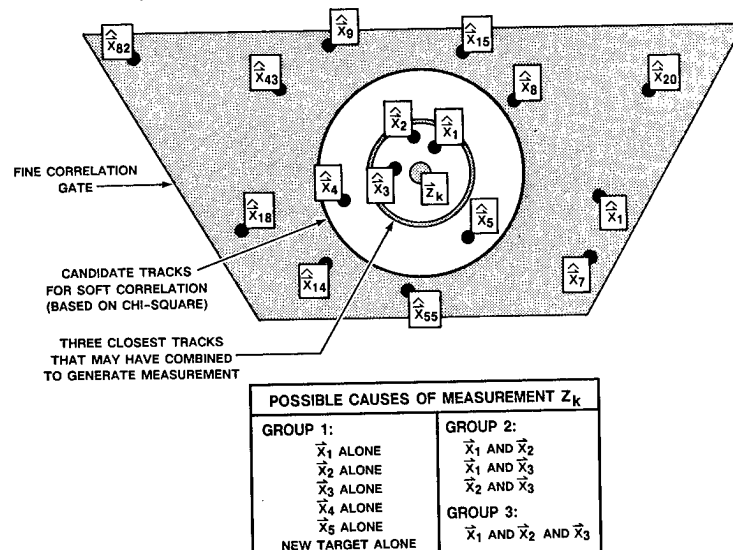 x̂⃗82
x̂⃗9
x̂⃗15
x̂⃗43
x̂⃗8
x̂⃗20
x̂⃗2
x̂⃗1
FINE CORRELATION
GATE
x̂⃗4
x̂⃗3
z⃗k
x̂⃗18
x̂⃗5
x̂⃗1
CANDIDATE TRACKS
FOR SOFT CORRELATION
(BASED ON CHI-SQUARE)
x̂⃗14
x̂⃗7
x̂⃗55
THREE CLOSEST TRACKS
THAT MAY HAVE COMBINED
TO GENERATE MEASUREMENT
POSSIBLE CAUSES OF MEASUREMENT Zk
GROUP 1:
x⃗1 ALONE
x⃗2 ALONE
x⃗3 ALONE
x⃗4 ALONE
x⃗5 ALONE
NEW TARGET ALONE
GROUP 2:
x⃗1 AND x⃗2
x⃗1 AND x⃗3
x⃗2 AND x⃗3
GROUP 3:
x⃗1 AND x⃗2 AND x⃗3